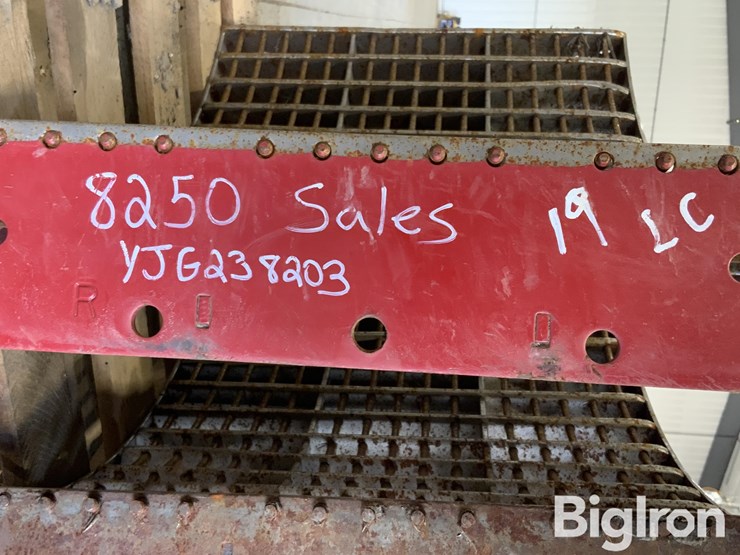 8250 Sales 19 LC
YJG238203
R
BigIron